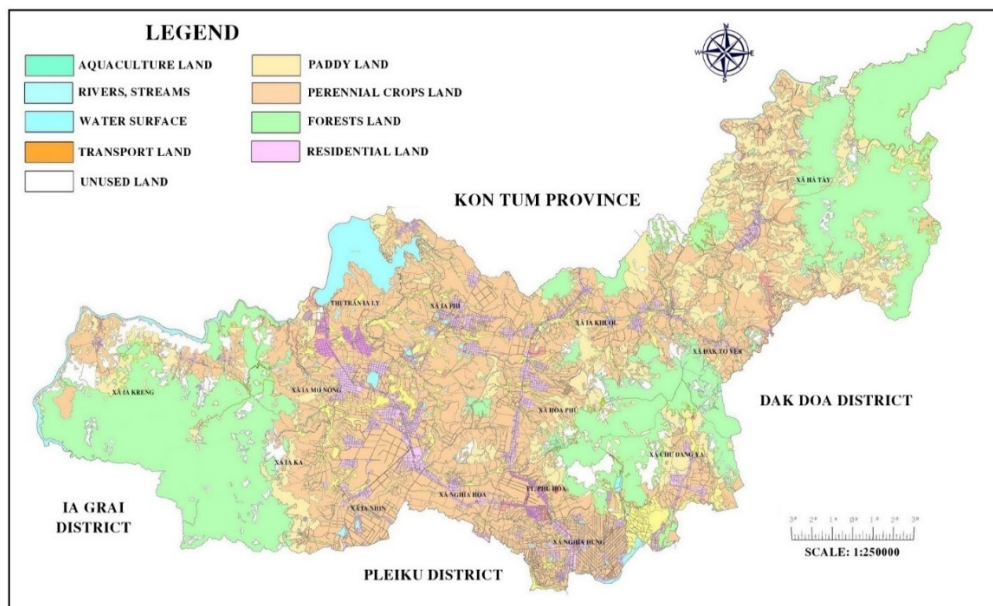 LEGEND
AQUACULTURE LAND
RIVERS, STREAMS
WATER SURFACE
TRANSPORT LAND
UNUSED LAND
PADDY LAND
PERENNIAL CROPS LAND
FORESTS LAND
RESIDENTIAL LAND
N
W
E
S
KON TUM PROVINCE
XÃ HÀ TÂY
THỊ TRẤN IA LY
XÃ IA PHÍ
XÃ IA KHƯƠL
XÃ ĐAK TO VER
XÃ IA KRENG
XÃ IA MƠ NÔNG
XÃ HÒA PHÚ
DAK DOA DISTRICT
XÃ IA KA
XÃ CHƯ ĐANG YA
XÃ NGHĨA HÒA
TT. PHÚ HÒA
XÃ IA NHIN
XÃ NGHĨA HƯNG
IA GRAI
DISTRICT
PLEIKU DISTRICT
SCALE: 1:250000